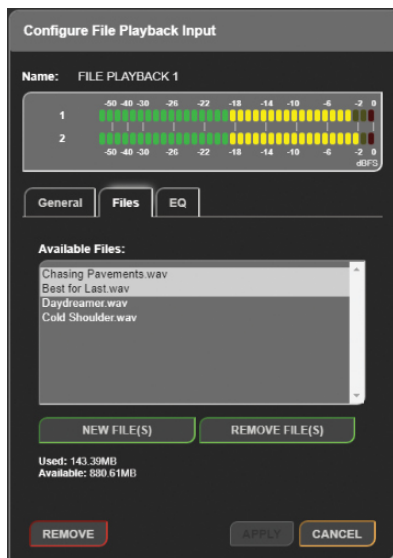 Configure File Playback Input
Name: FILE PLAYBACK 1
-50 -40 -30 -26 -22 -18 -14 -10 -6 -2 0
1
2
-50 -40 -30 -26 -22 -18 -14 -10 -6 -2 0
dBFS
General Files EQ
Available Files:
Chasing Pavements.wav
Best for Last.wav
Daydreamer.wav
Cold Shoulder.wav
NEW FILE(S) REMOVE FILE(S)
Used: 143.39MB
Available: 880.61MB
REMOVE APPLY CANCEL